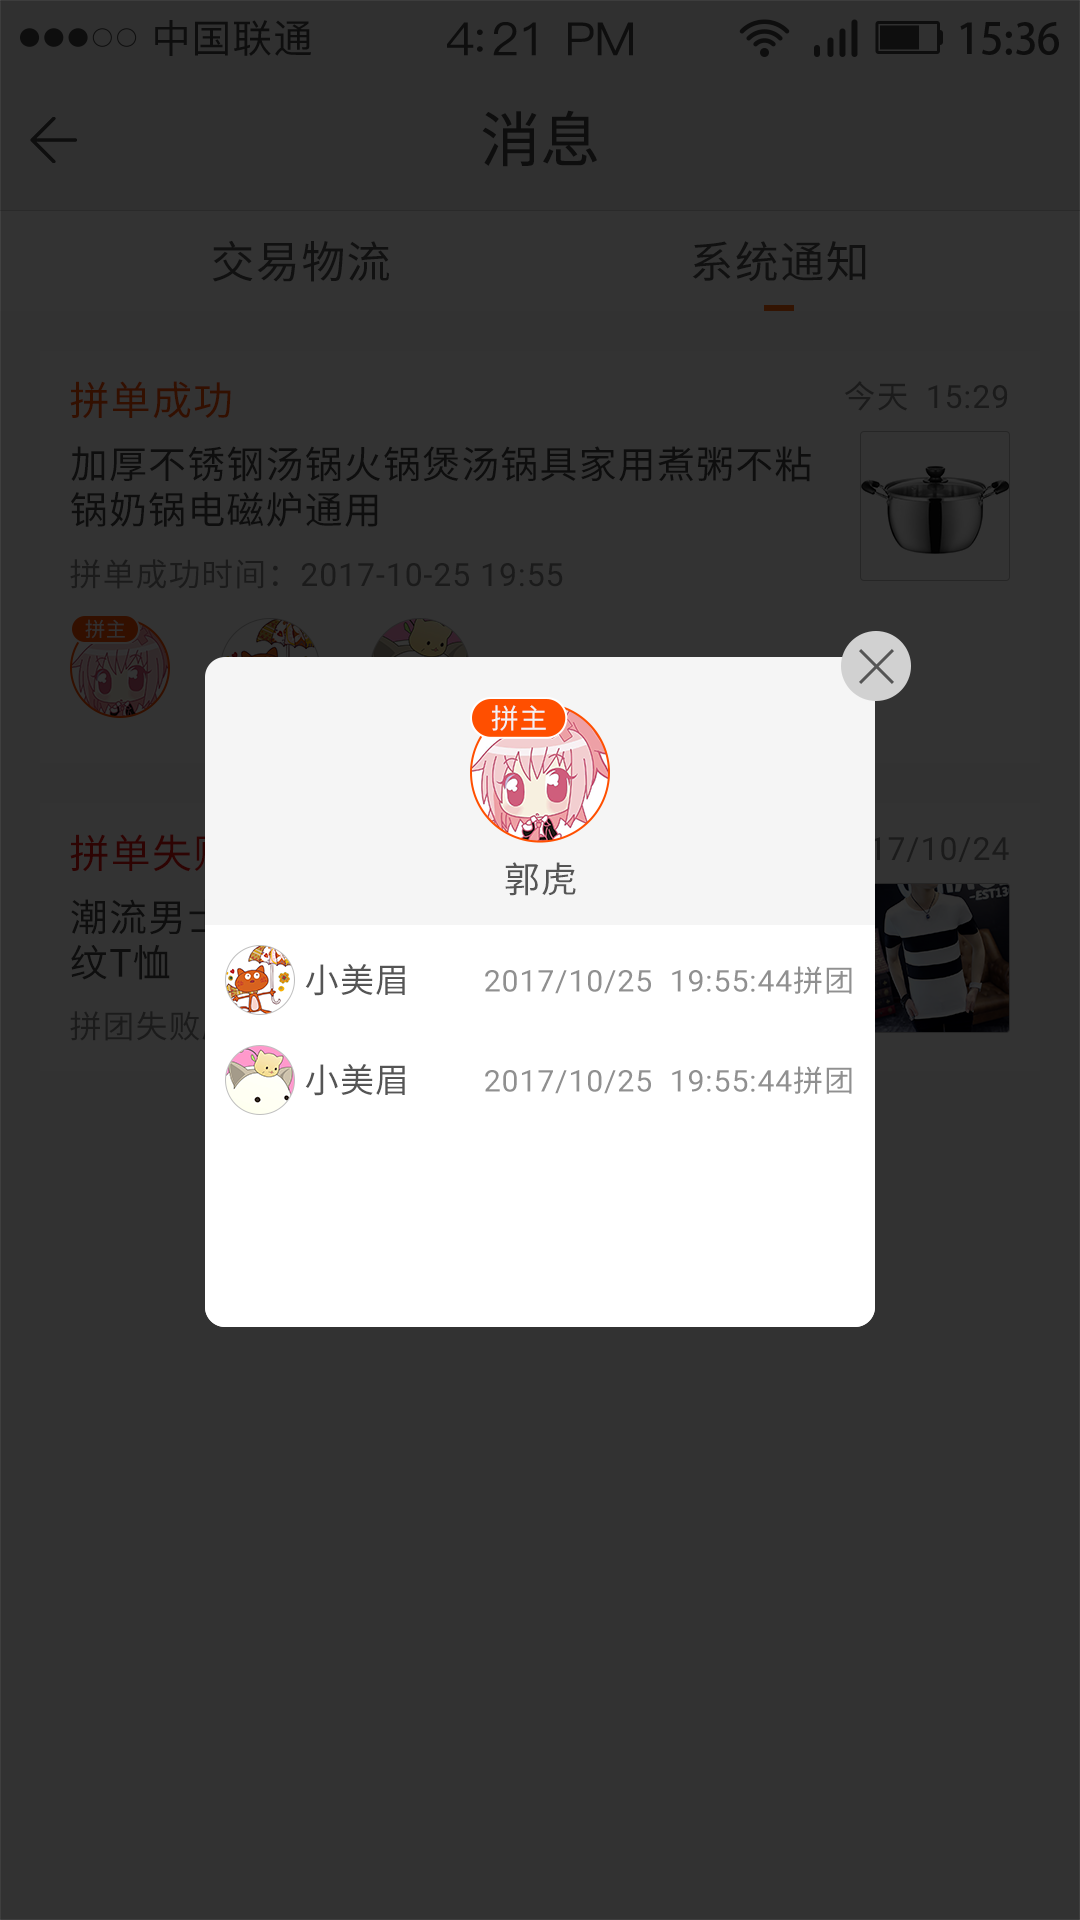 中国联通 4:21 PM 15:36
消息
交易物流 系统通知
拼单成功 今天 15:29
加厚不锈钢汤锅火锅煲汤锅具家用煮粥不粘
锅奶锅电磁炉通用
拼单成功时间：2017-10-25 19:55
拼主
拼主
郭虎
拼单失 17/10/24
潮流男士
纹T恤
-EST13
拼团失败
小美眉 2017/10/25 19:55:44拼团
小美眉 2017/10/25 19:55:44拼团